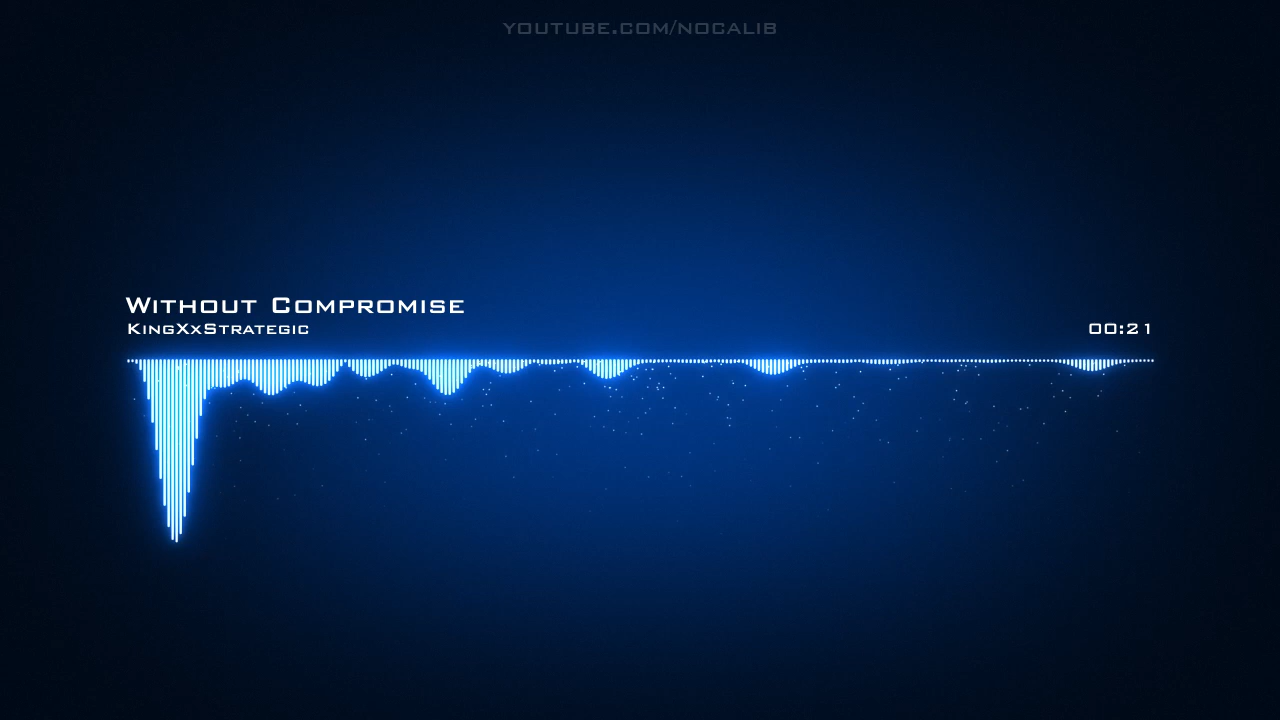 YOUTUBE.COM/NOCALIB
Without Compromise
KingXxStrategic
00:21